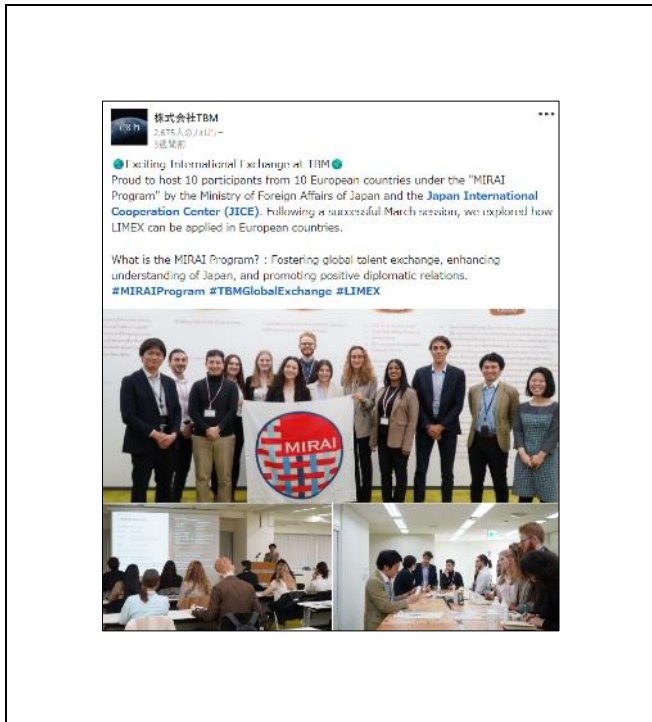 TBM
株式会社TBM
2,675人のフォロワー
3週間前
Exciting International Exchange at TBM
Proud to host 10 participants from 10 European countries under the "MIRAI
Program" by the Ministry of Foreign Affairs of Japan and the Japan International
Cooperation Center (JICE). Following a successful March session, we explored how
LIMEX can be applied in European countries.
What is the MIRAI Program? : Fostering global talent exchange, enhancing
understanding of Japan, and promoting positive diplomatic relations.
#MIRAIProgram #TBMGlobalExchange #LIMEX
MIRAI